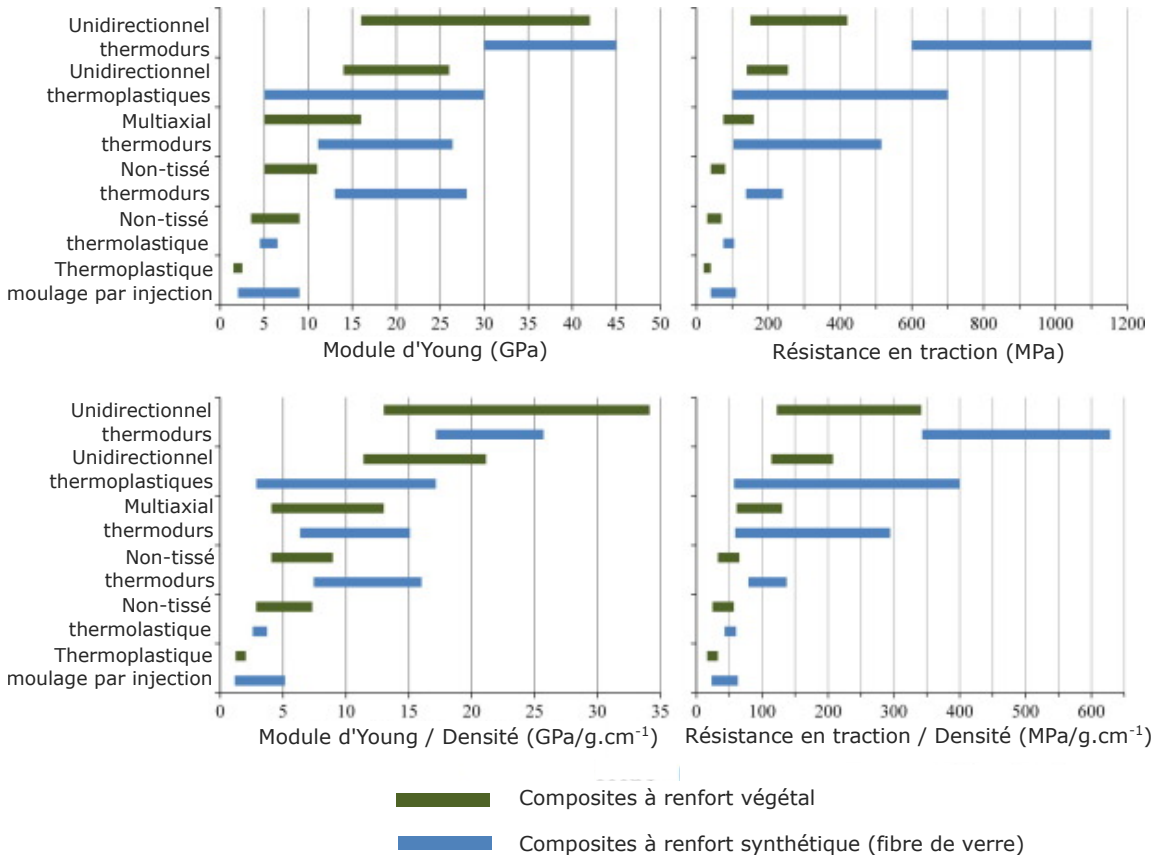 Unidirectionnel
thermodurs
Unidirectionnel
thermoplastiques
Multiaxial
thermodurs
Non-tissé
thermodurs
Non-tissé
thermolastique
Thermoplastique
moulage par injection
0 5 10 15 20 25 30 35 40 45 50
Module d'Young (GPa)
0 200 400 600 800 1000 1200
Résistance en traction (MPa)
Unidirectionnel
thermodurs
Unidirectionnel
thermoplastiques
Multiaxial
thermodurs
Non-tissé
thermodurs
Non-tissé
thermolastique
Thermoplastique
moulage par injection
0 5 10 15 20 25 30 35
Module d'Young / Densité (GPa/g.cm⁻¹)
0 100 200 300 400 500 600
Résistance en traction / Densité (MPa/g.cm⁻¹)
Composites à renfort végétal
Composites à renfort synthétique (fibre de verre)